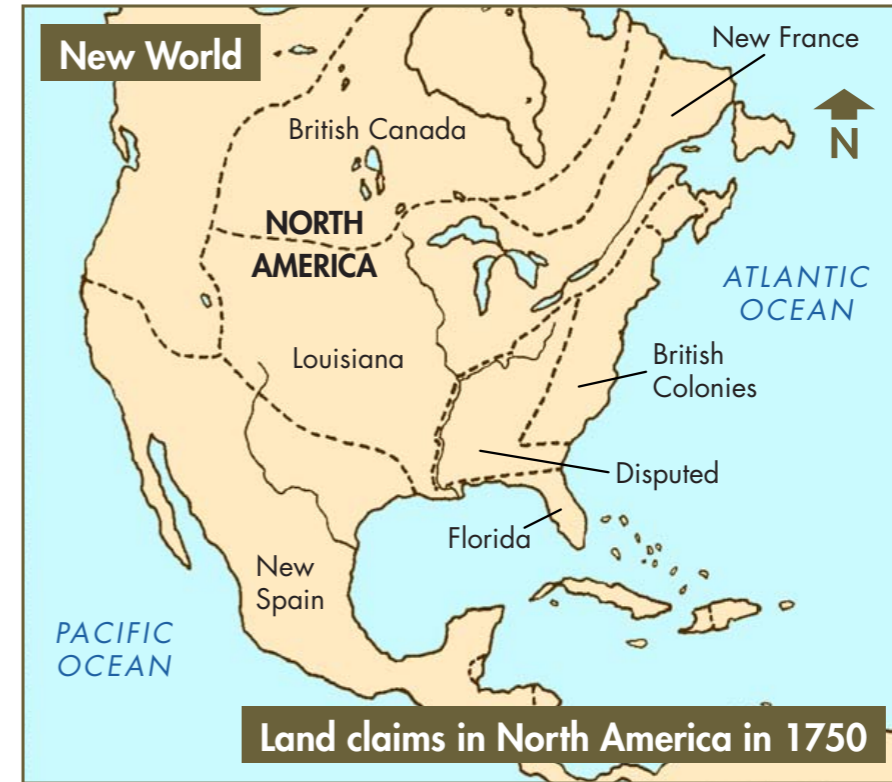 New World
New France
N
British Canada
NORTH
AMERICA
ATLANTIC
OCEAN
Louisiana
British
Colonies
Disputed
Florida
New
Spain
PACIFIC
OCEAN
Land claims in North America in 1750